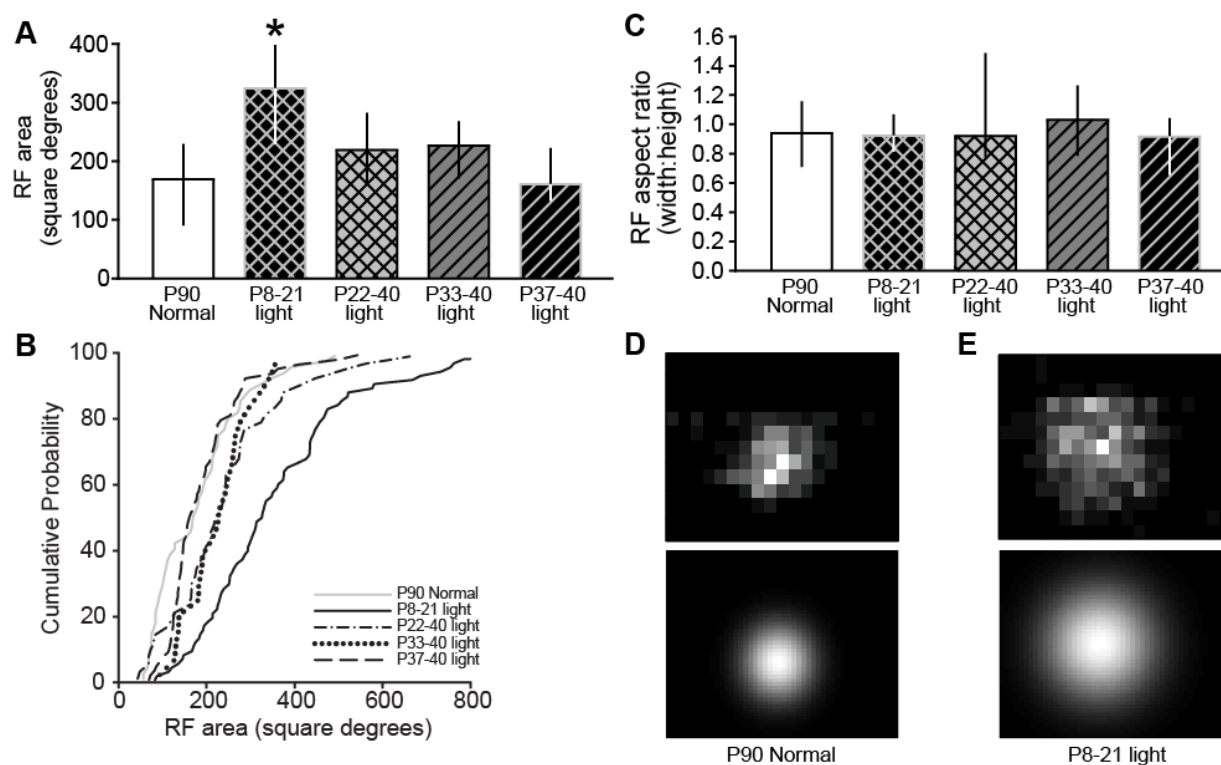 A
*
RF area
(square degrees)
400
300
200
100
0
P90
Normal
P8-21
light
P22-40
light
P33-40
light
P37-40
light
C
RF aspect ratio
(width:height)
1.6
1.4
1.2
1.0
0.8
0.6
0.4
0.2
0.0
P90
Normal
P8-21
light
P22-40
light
P33-40
light
P37-40
light
B
Cumulative Probability
100
80
60
40
20
0
P90 Normal
P8-21 light
P22-40 light
P33-40 light
P37-40 light
0 200 400 600 800
RF area (square degrees)
D
P90 Normal
E
P8-21 light